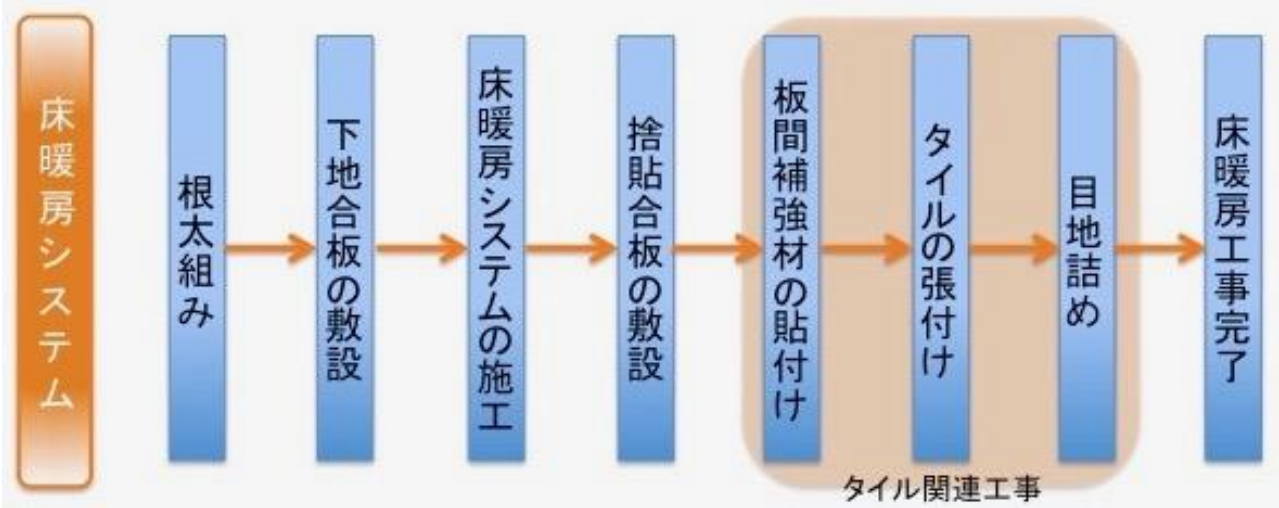 床暖房システム
根太組み
下地合板の敷設
床暖房システムの施工
捨貼合板の敷設
板間補強材の貼付け
タイルの張付け
目地詰め
床暖房工事完了
タイル関連工事